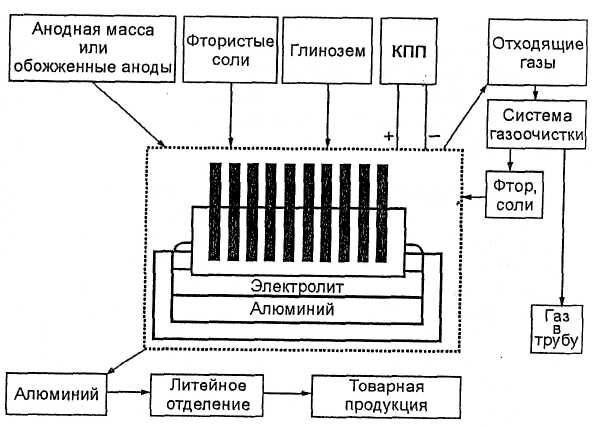 Анодная масса
или
обожженные аноды
Фтористые
соли
Глинозем
КПП
Отходящие
газы
Система
газоочистки
+
−
Фтор,
соли
Электролит
Алюминий
Газ
в
трубу
Алюминий
Литейное
отделение
Товарная
продукция